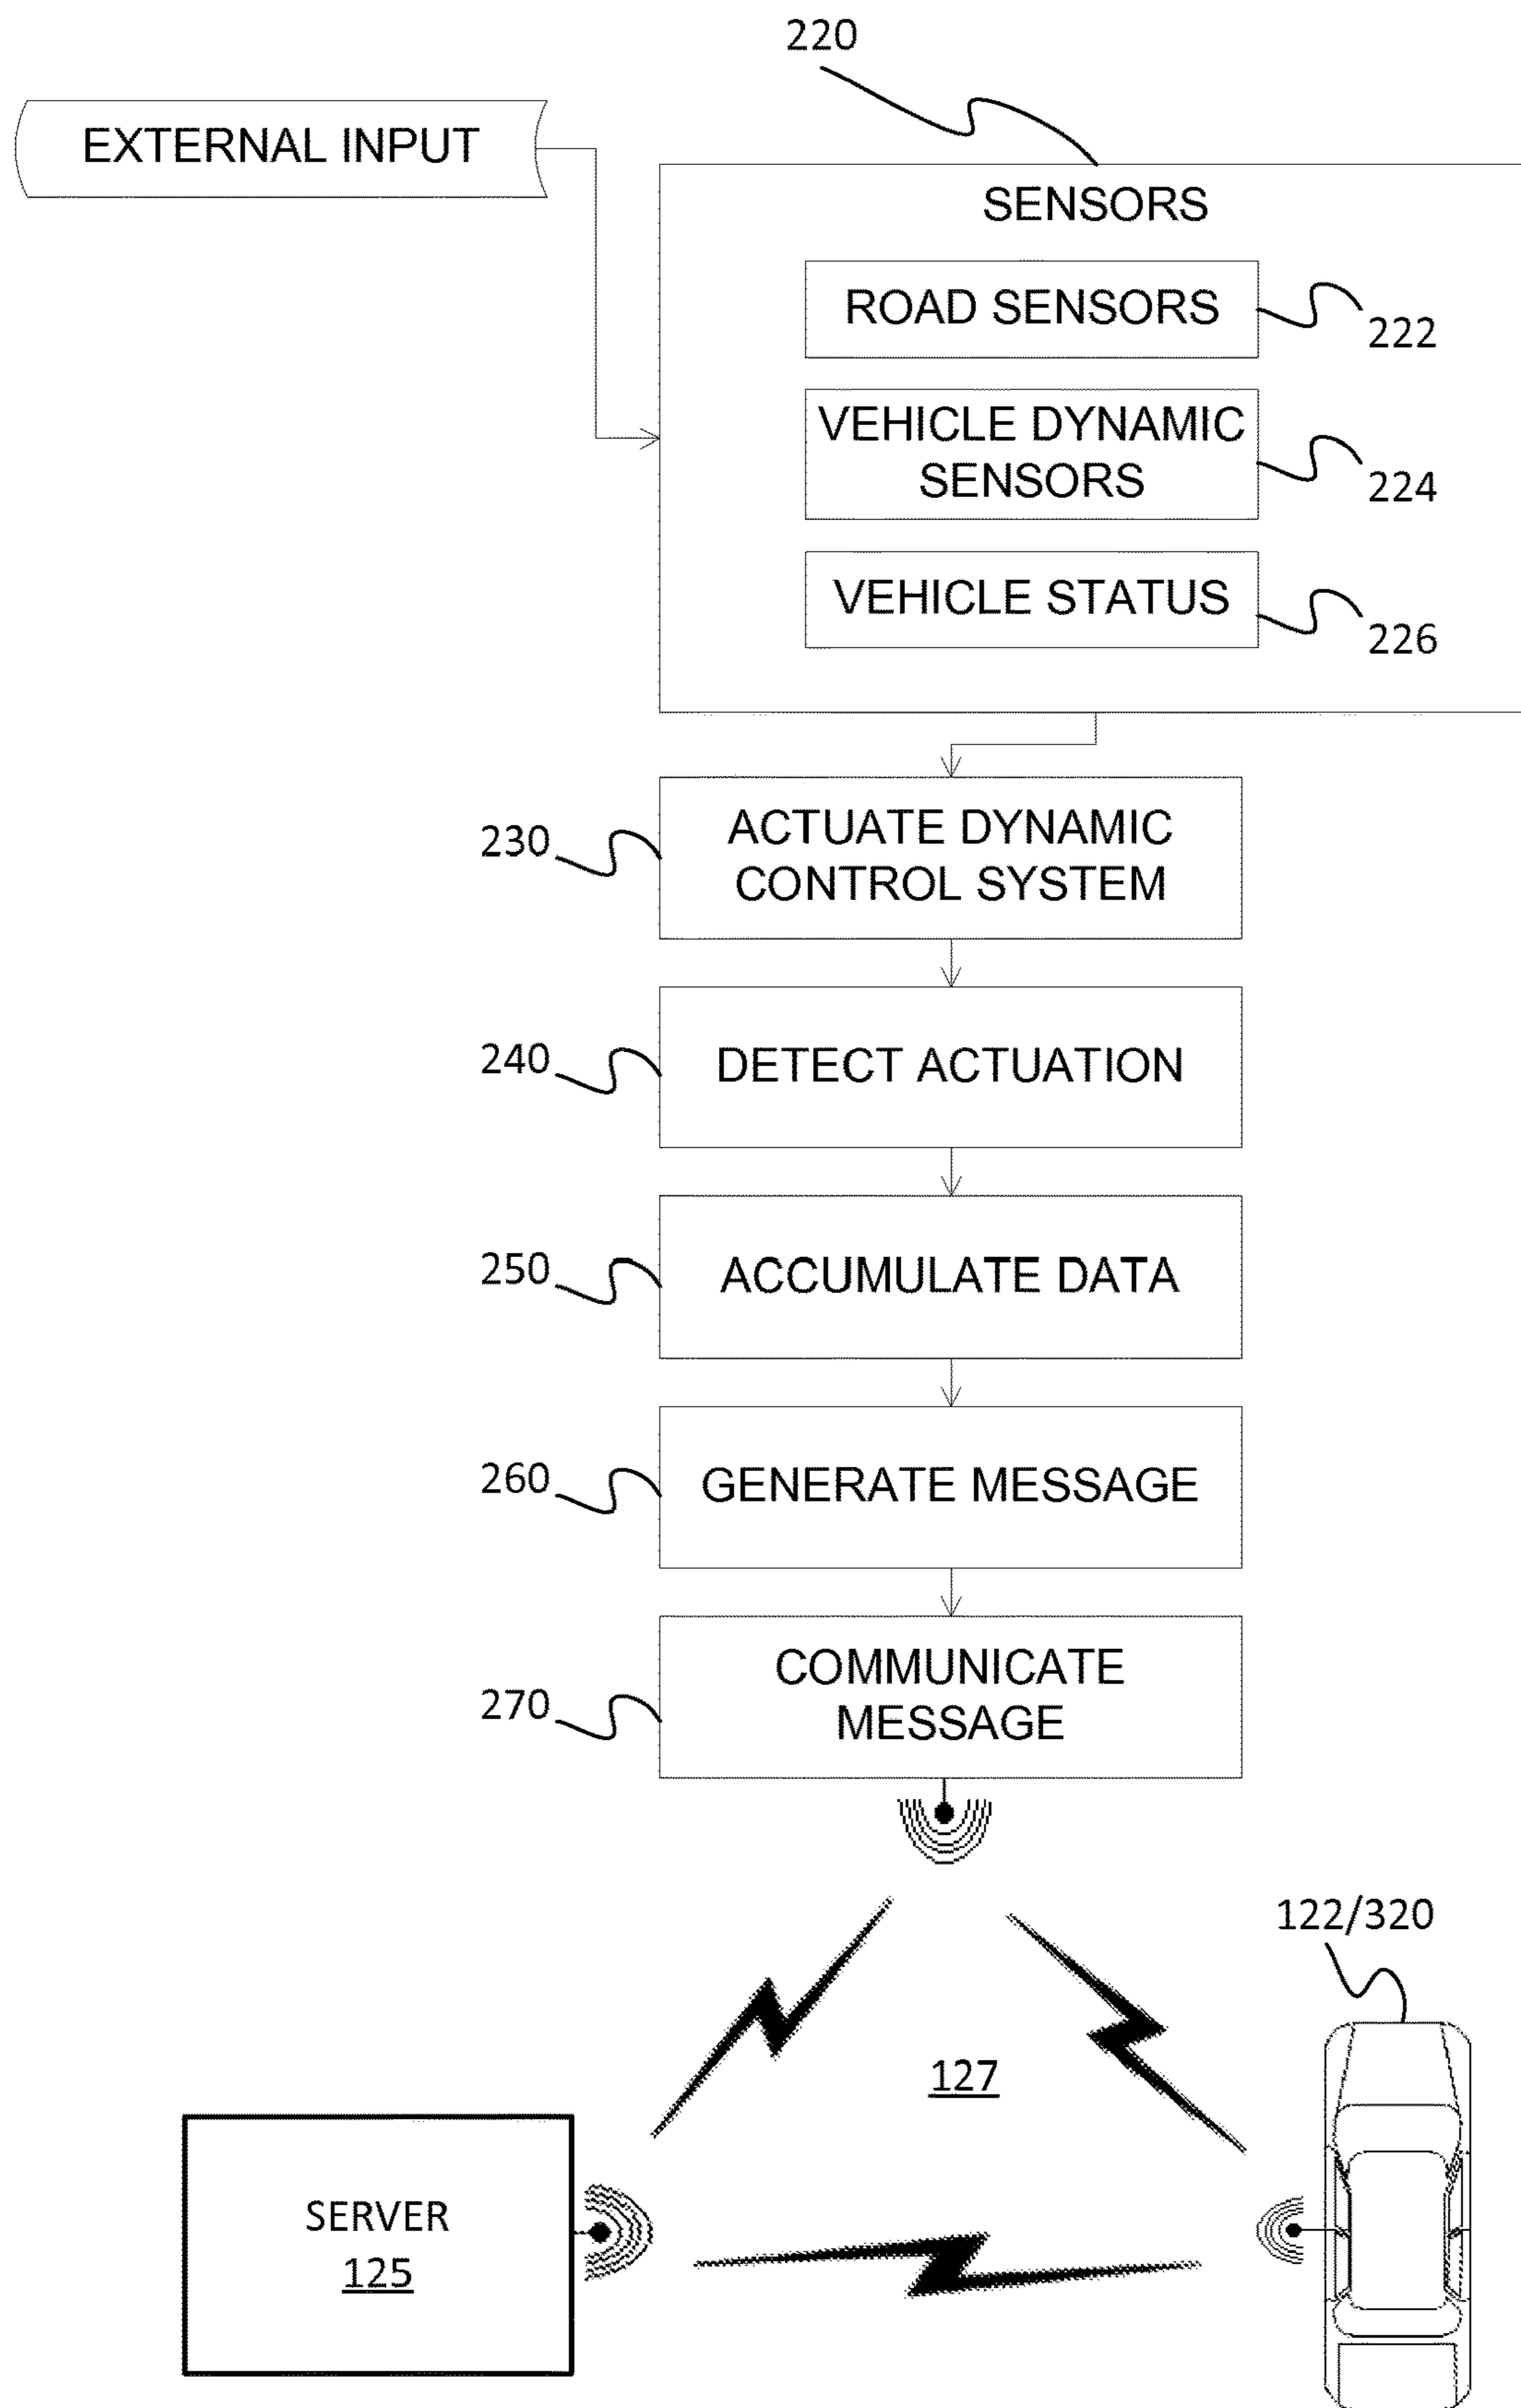 220
EXTERNAL INPUT
SENSORS
ROAD SENSORS
222
VEHICLE DYNAMIC
SENSORS
224
VEHICLE STATUS
226
230
ACTUATE DYNAMIC
CONTROL SYSTEM
240
DETECT ACTUATION
250
ACCUMULATE DATA
260
GENERATE MESSAGE
270
COMMUNICATE
MESSAGE
122/320
127
SERVER
125